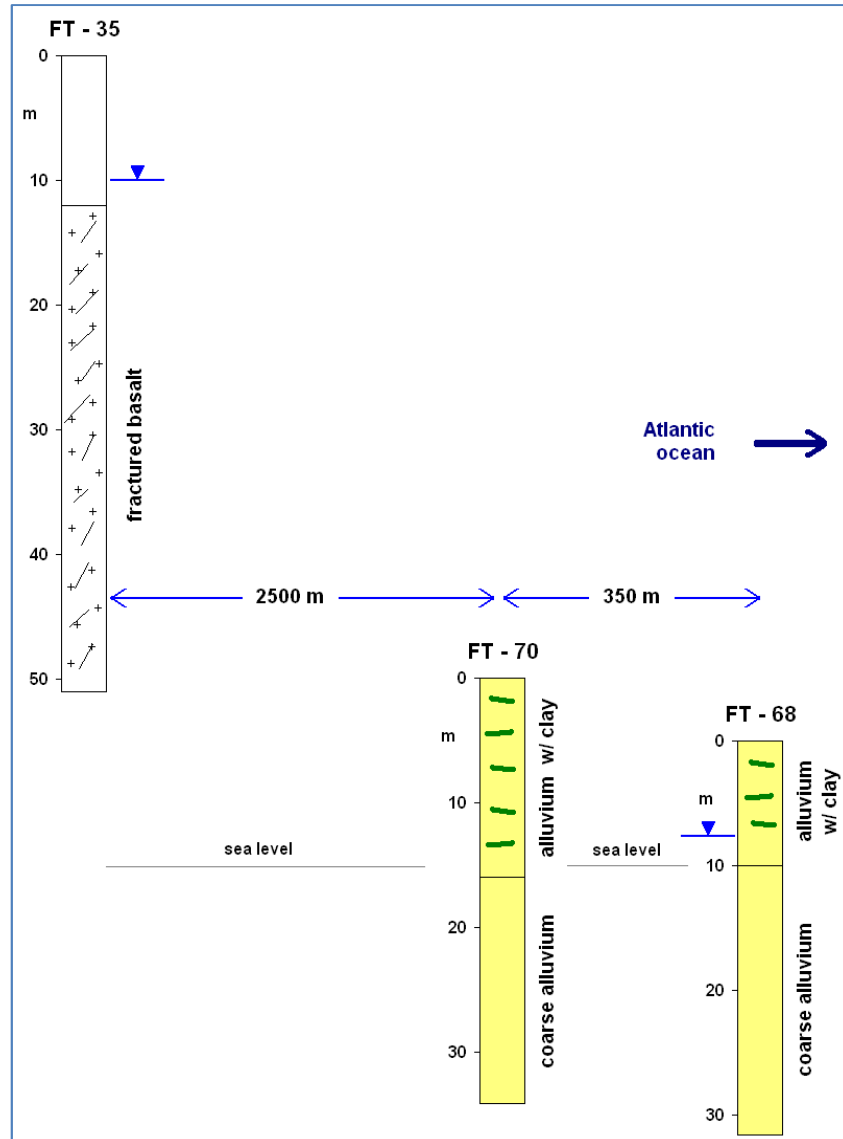 FT - 35
0
m
10
20
30
40
50
fractured basalt
Atlantic
ocean
2500 m
350 m
FT - 70
0
m
10
20
30
alluvium w/ clay
coarse alluvium
sea level
sea level
FT - 68
0
m
10
20
30
alluvium
w/ clay
coarse alluvium